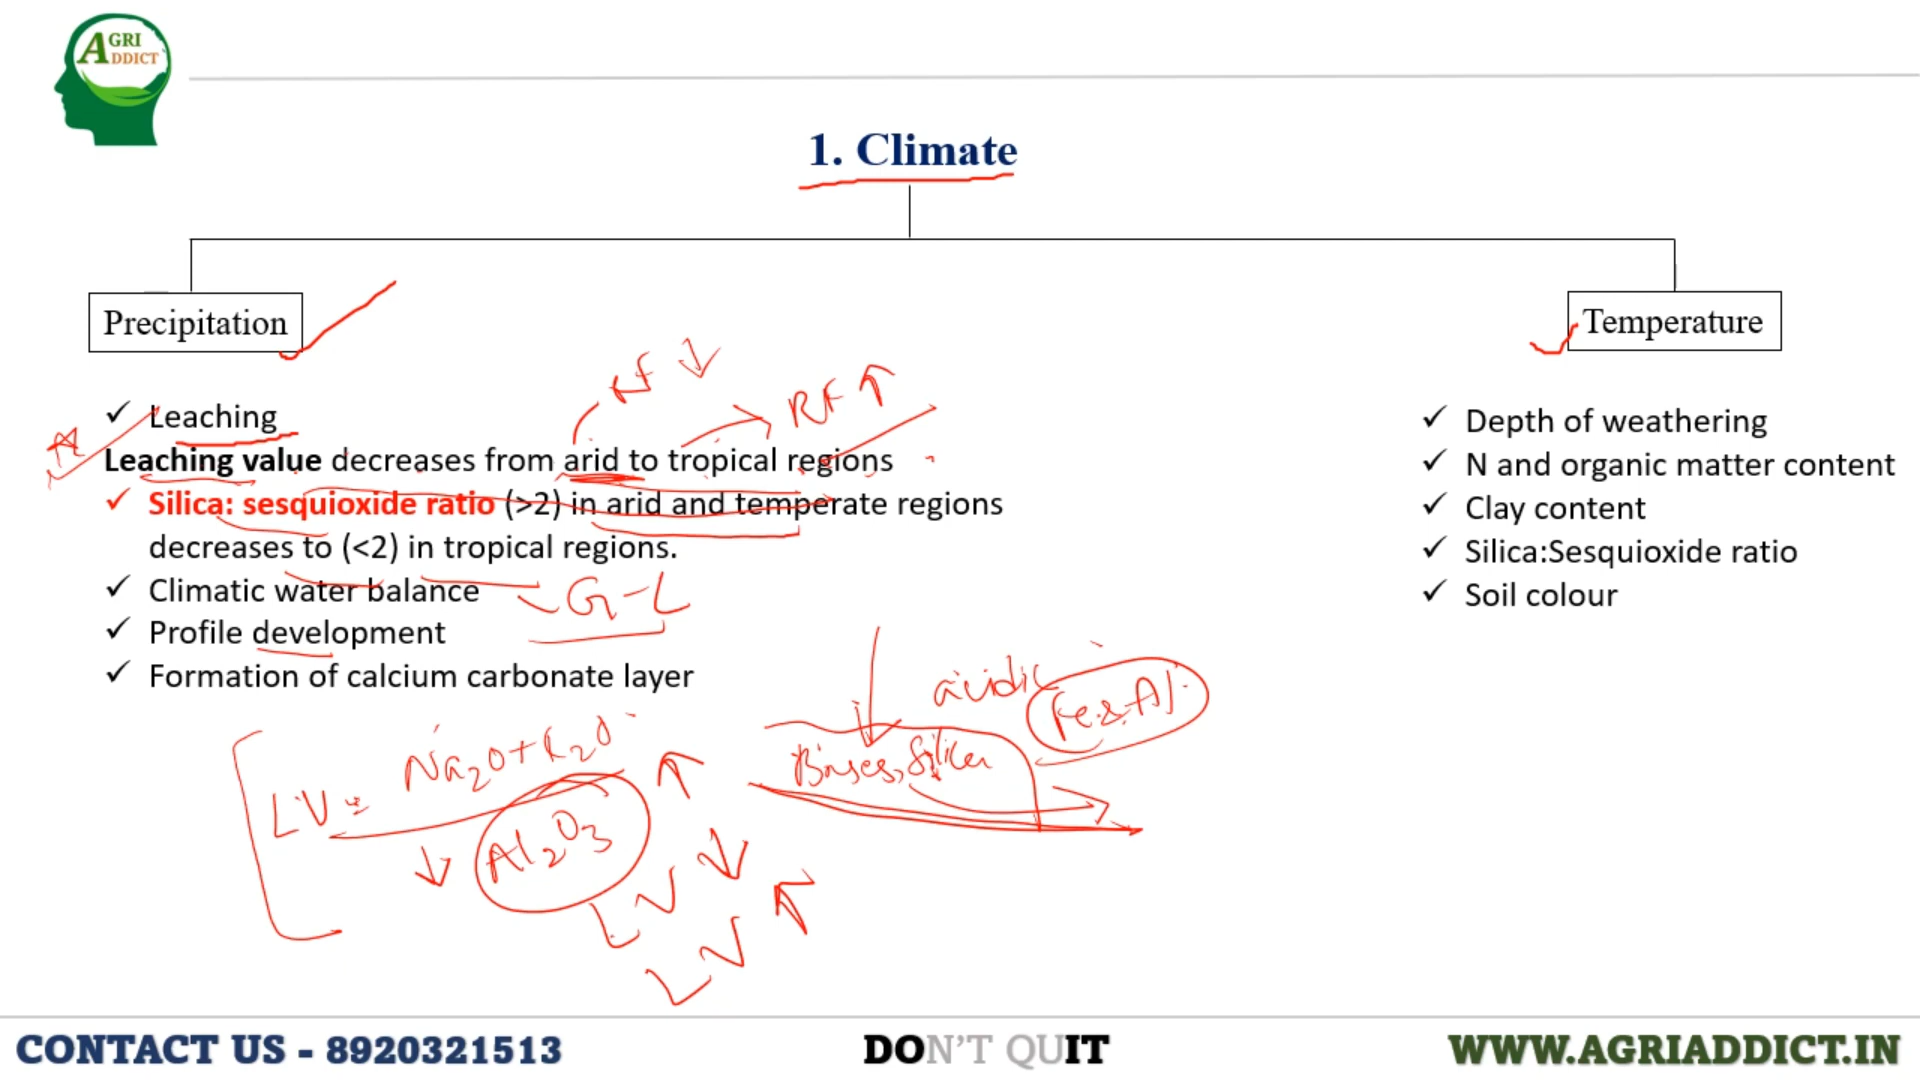 AGRI
ADDICT
1. Climate
Precipitation
Temperature
RF ↓
RF ↑
✓ Leaching
Leaching value decreases from arid to tropical regions
✓ Silica: sesquioxide ratio (>2) in arid and temperate regions
decreases to (<2) in tropical regions.
✓ Climatic water balance
G-L
✓ Profile development
✓ Formation of calcium carbonate layer
✓ Depth of weathering
✓ N and organic matter content
✓ Clay content
✓ Silica:Sesquioxide ratio
✓ Soil colour
acidic
Fe & Al
Bases, Silica
LV = Na₂O + K₂O ↑
↓ Al₂O₃
LV ↓
LV ↑
CONTACT US - 8920321513
DON'T QUIT
WWW.AGRIADDICT.IN